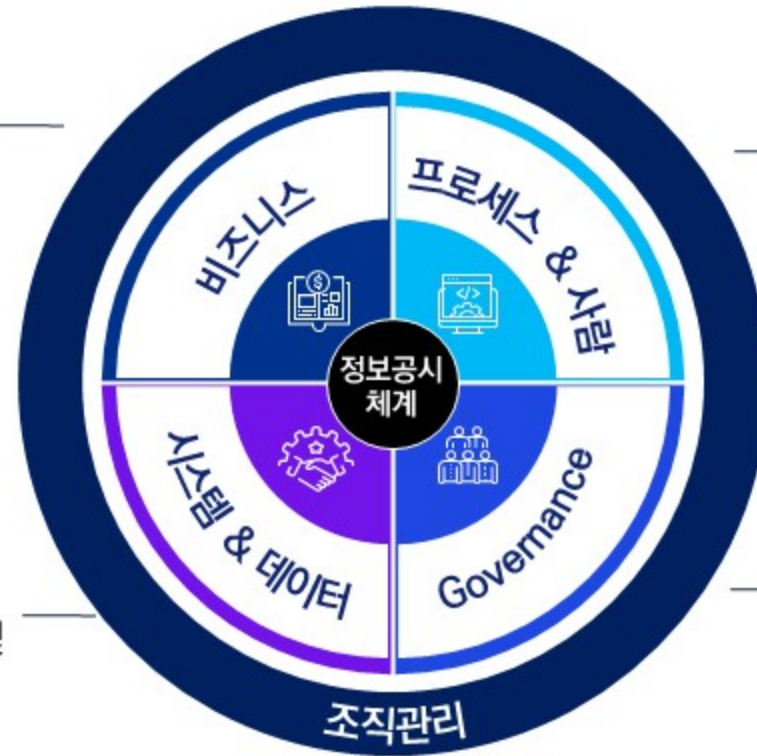 비즈니스
프로세스 & 사람
정보공시
체계
시스템 & 데이터
Governance
조직관리